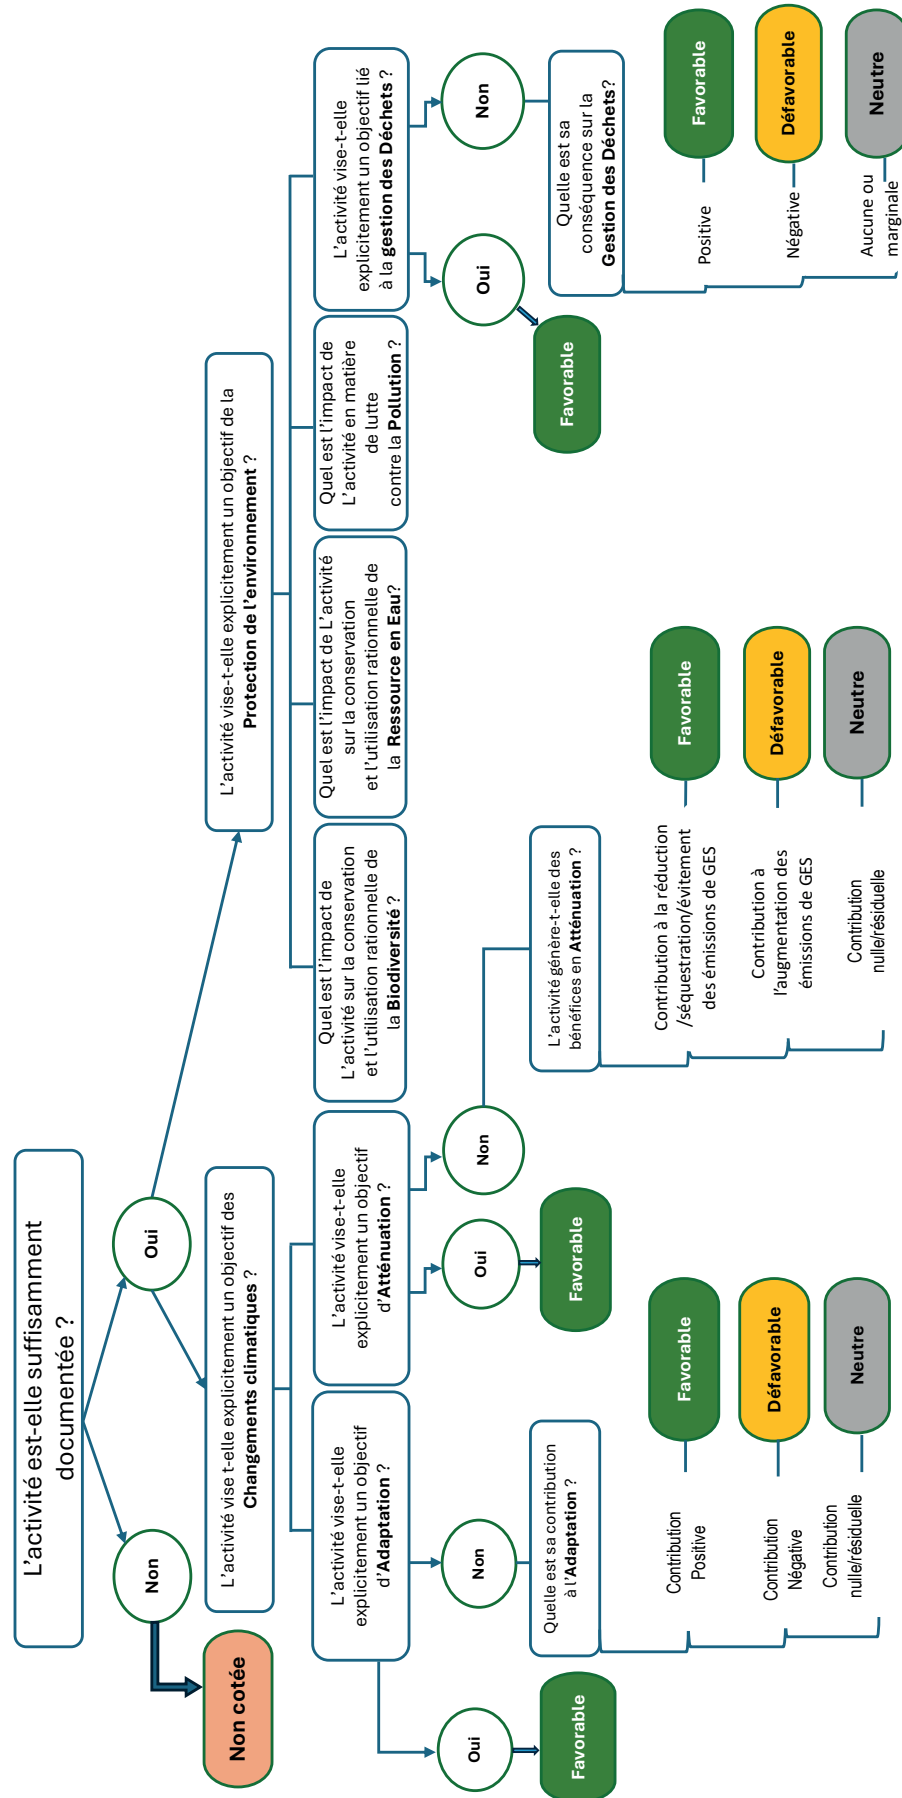 L'activité est-elle suffisamment
documentée ?
Non
Oui
Non cotée
L'activité vise t-elle explicitement un objectif des
Changements climatiques ?
L'activité vise-t-elle explicitement un objectif de la
Protection de l'environnement ?
L'activité vise-t-elle
explicitement un objectif
d'Adaptation ?
L'activité vise-t-elle
explicitement un objectif
d'Atténuation ?
Quel est l'impact de
L'activité sur la conservation
et l'utilisation rationnelle de
la Biodiversité ?
Quel est l'impact de L'activité
sur la conservation
et l'utilisation rationnelle de
la Ressource en Eau?
Quel est l'impact de
L'activité en matière
de lutte
contre la Pollution ?
L'activité vise-t-elle
explicitement un objectif lié
à la gestion des Déchets ?
Oui
Non
Oui
Non
Oui
Non
Favorable
Quelle est sa contribution
à l'Adaptation ?
Favorable
L'activité génère-t-elle des
bénéfices en Atténuation ?
Favorable
Quelle est sa
conséquence sur la
Gestion des Déchets?
Contribution
Positive
Favorable
Contribution
Négative
Défavorable
Contribution
nulle/résiduelle
Neutre
Contribution à la réduction
/séquestration/évitement
des émissions de GES
Favorable
Contribution à
l'augmentation des
émissions de GES
Défavorable
Contribution
nulle/résiduelle
Neutre
Positive
Favorable
Négative
Défavorable
Aucune ou
marginale
Neutre